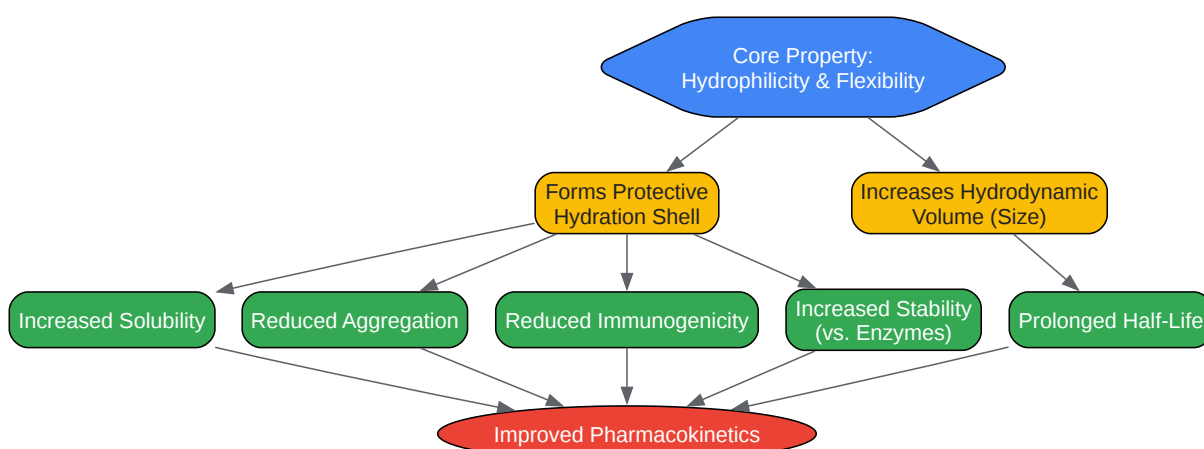 Core Property:
Hydrophilicity & Flexibility
Forms Protective
Hydration Shell
Increases Hydrodynamic
Volume (Size)
Increased Solubility
Reduced Aggregation
Reduced Immunogenicity
Increased Stability
(vs. Enzymes)
Prolonged Half-Life
Improved Pharmacokinetics